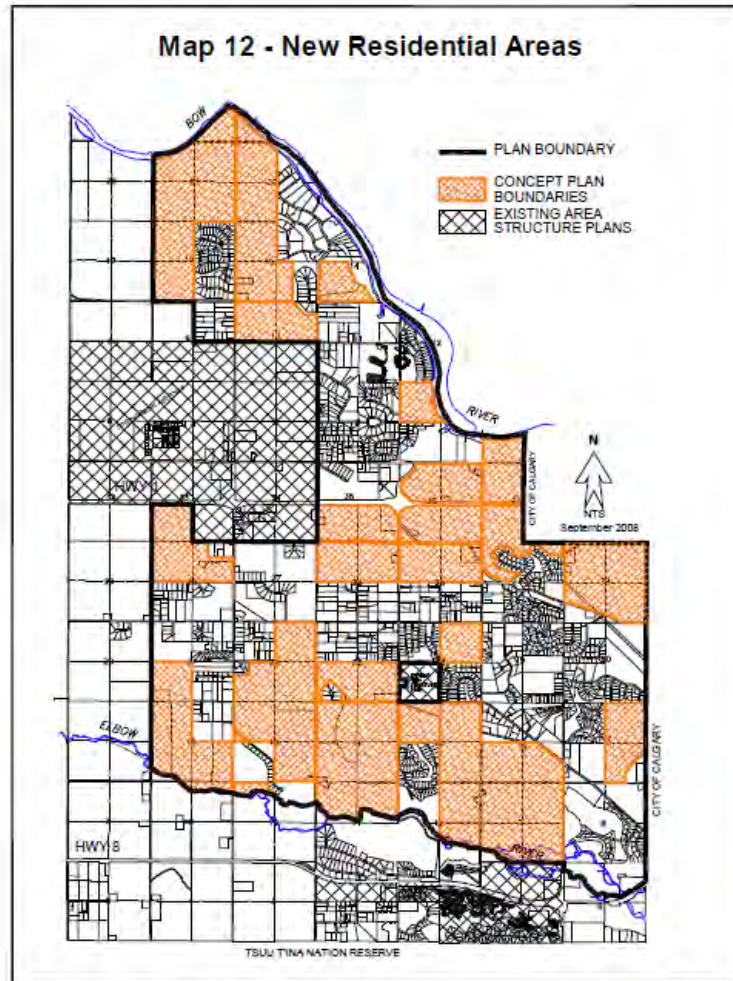 Map 12 - New Residential Areas
BOW
PLAN BOUNDARY
CONCEPT PLAN
BOUNDARIES
EXISTING AREA
STRUCTURE PLANS
RIVER
N
NTS
September 2008
CITY OF CALGARY
HWY 1
ELBOW
CITY OF CALGARY
HWY 8
RIVER
TSUU T'INA NATION RESERVE